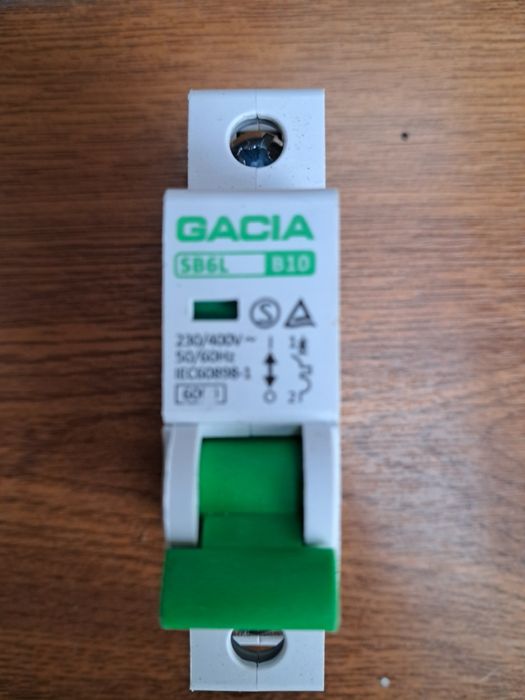 GACIA
SB6L B10
230/400V~ I 1
50/60Hz
IEC60898-1
O 2